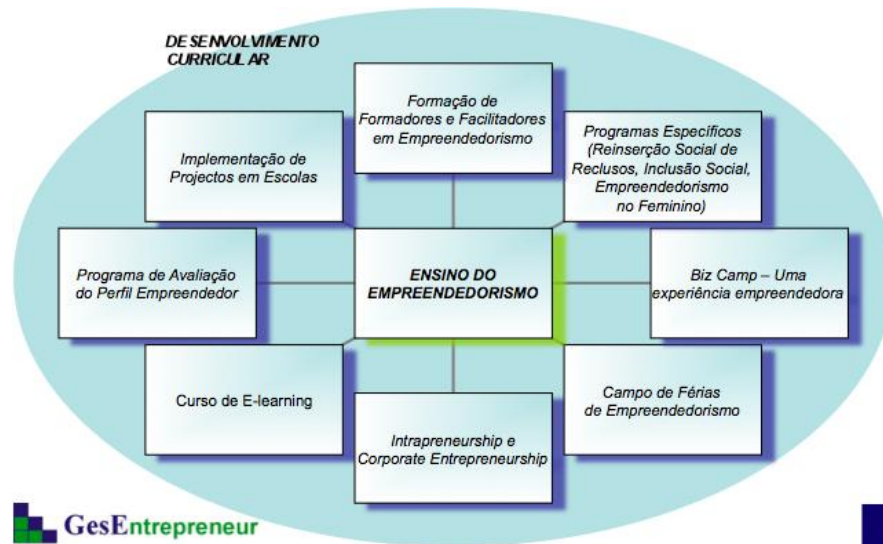 DESENVOLVIMENTO
CURRICULAR
Formação de
Formadores e Facilitadores
em Empreendedorismo
Implementação de
Projectos em Escolas
Programas Específicos
(Reinserção Social de
Reclusos, Inclusão Social,
Empreendedorismo
no Feminino)
Programa de Avaliação
do Perfil Empreendedor
ENSINO DO
EMPREENDEDORISMO
Biz Camp – Uma
experiência empreendedora
Curso de E-learning
Intrapreneurship e
Corporate Entrepreneurship
Campo de Férias
de Empreendedorismo
GesEntrepreneur